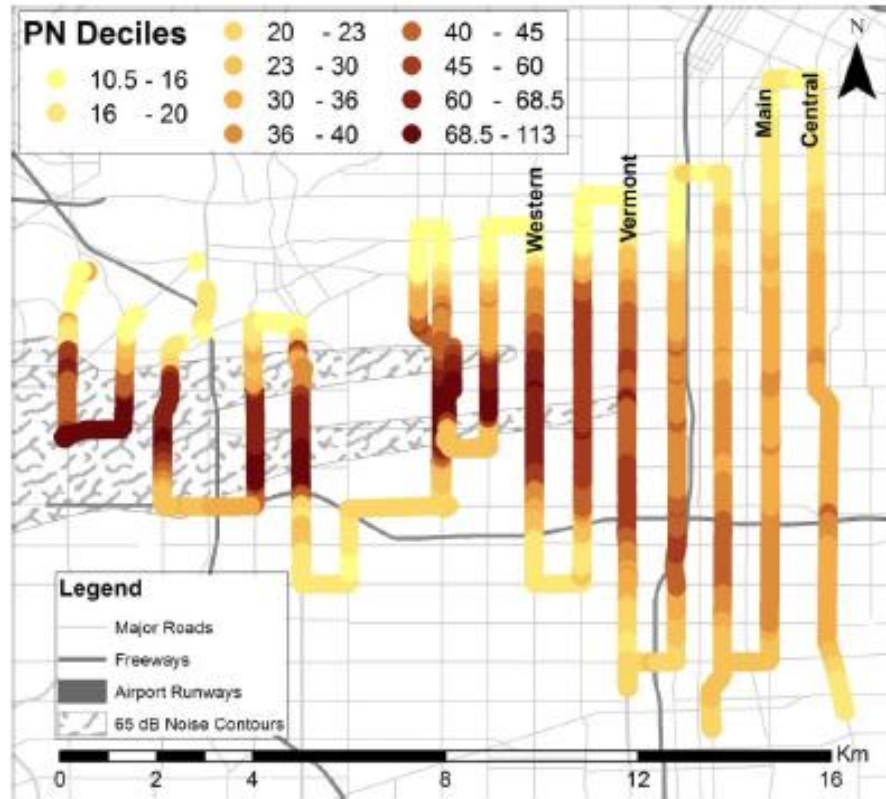 PN Deciles
10.5 - 16
16 - 20
20 - 23
23 - 30
30 - 36
36 - 40
40 - 45
45 - 60
60 - 68.5
68.5 - 113
N
Main
Central
Western
Vermont
Legend
Major Roads
Freeways
Airport Runways
65 dB Noise Contours
Km
0 2 4 8 12 16